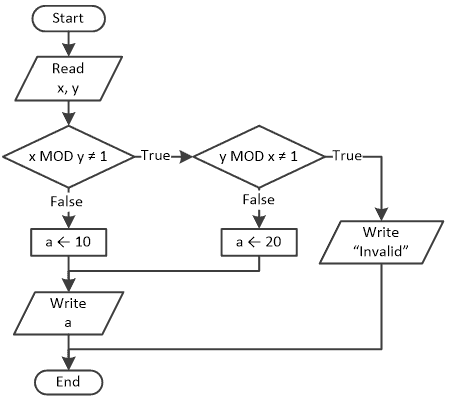 Start
Read
x, y
x MOD y ≠ 1
True
y MOD x ≠ 1
True
False
False
a ← 10
a ← 20
Write
“Invalid”
Write
a
End